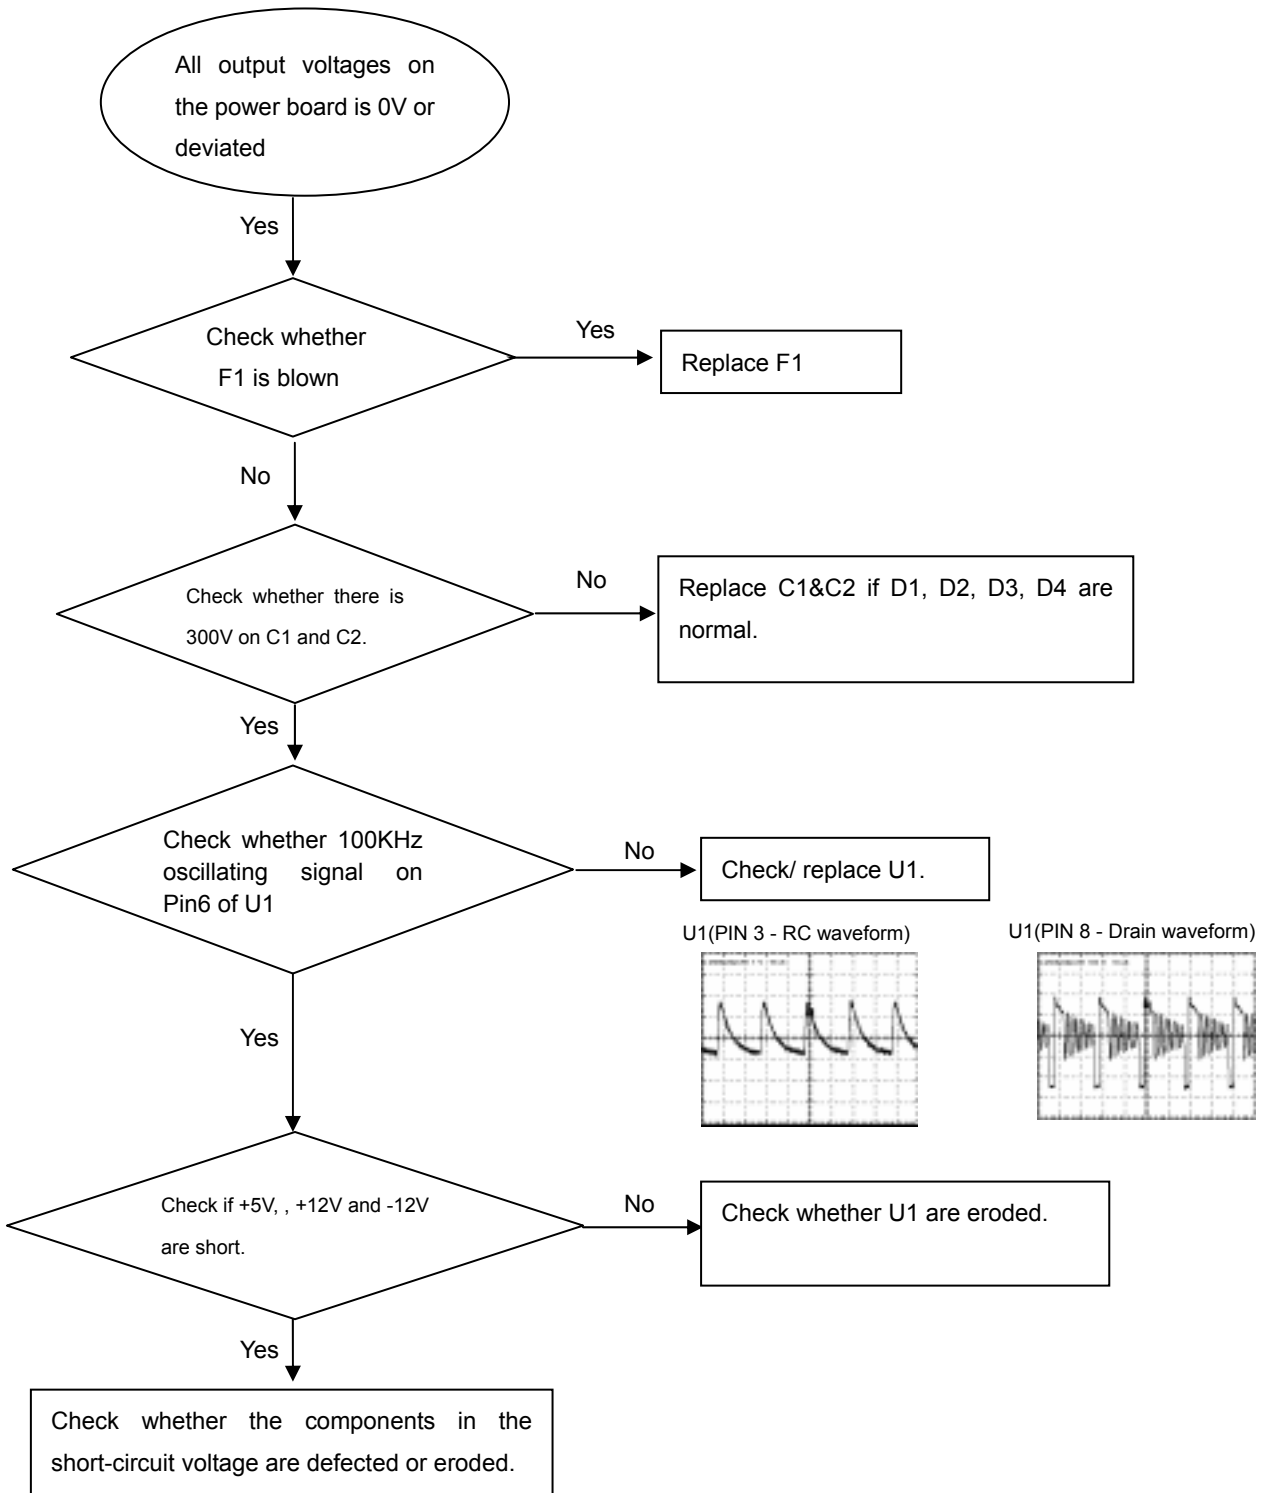 All output voltages on
the power board is 0V or
deviated
Yes
Check whether
F1 is blown
Yes
Replace F1
No
Check whether there is
300V on C1 and C2.
No
Replace C1&C2 if D1, D2, D3, D4 are
normal.
Yes
Check whether 100KHz
oscillating signal on
Pin6 of U1
No
Check/ replace U1.
U1(PIN 3 - RC waveform)
U1(PIN 8 - Drain waveform)
Yes
Check if +5V, , +12V and -12V
are short.
No
Check whether U1 are eroded.
Yes
Check whether the components in the
short-circuit voltage are defected or eroded.